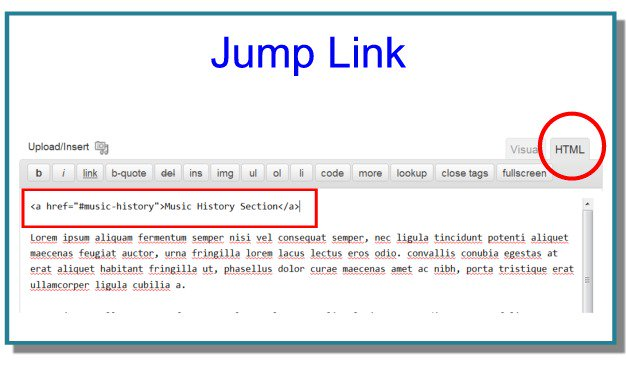 Jump Link
Upload/Insert
Visua HTML
b i link b-quote del ins img ul ol li code more lookup close tags fullscreen
<a href="#music-history">Music History Section</a>
Lorem ipsum aliquam fermentum semper nisi vel consequat semper, nec ligula tincidunt potenti aliquet
maecenas feugiat auctor, urna fringilla lorem lacus lectus eros odio. convallis conubia egestas at
erat aliquet habitant fringilla ut, phasellus dolor curae maecenas amet ac nibh, porta tristique erat
ullamcorper ligula cubilia a.